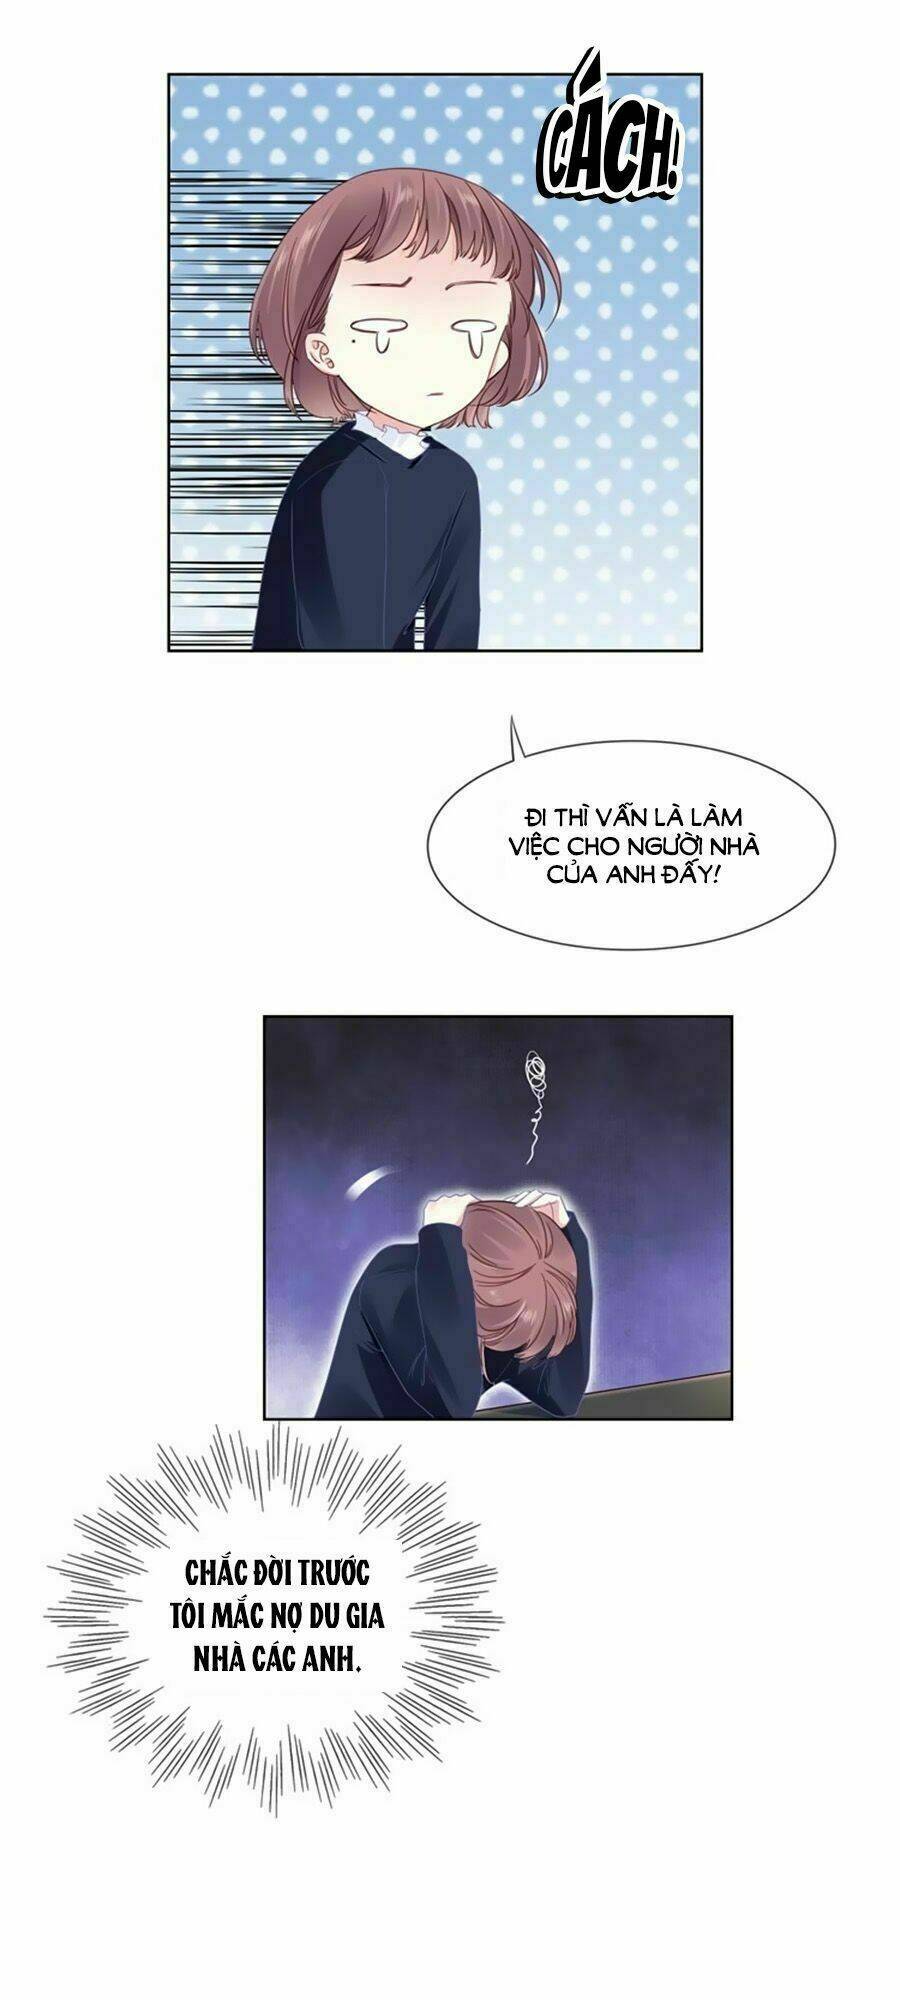 CÁCH!
ĐI THÌ VẪN LÀ LÀM
VIỆC CHO NGƯỜI NHÀ
CỦA ANH ĐẤY!
CHẮC ĐỜI TRƯỚC
TÔI MẮC NỢ DU GIA
NHÀ CÁC ANH.